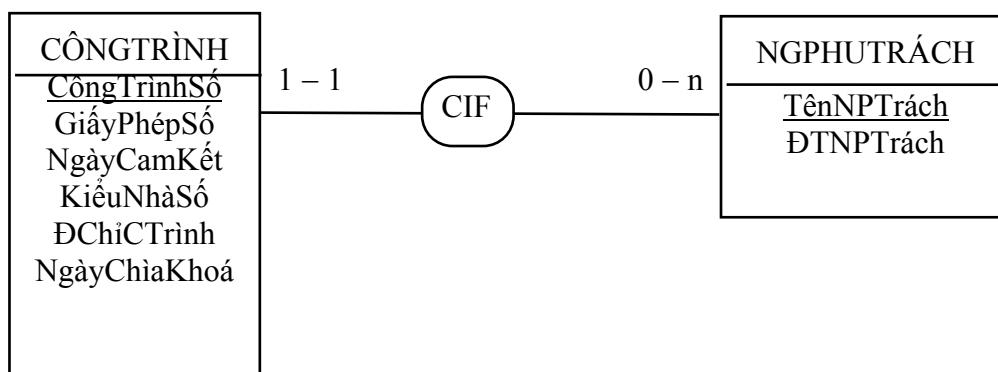 CÔNGTRÌNH
CôngTrìnhSố
GiấyPhépSố
NgàyCamKết
KiểuNhàSố
ĐChỉCTrình
NgàyChìaKhoá
1 – 1
CIF
0 – n
NGPHUTRÁCH
TênNPTrách
ĐTNPTrách